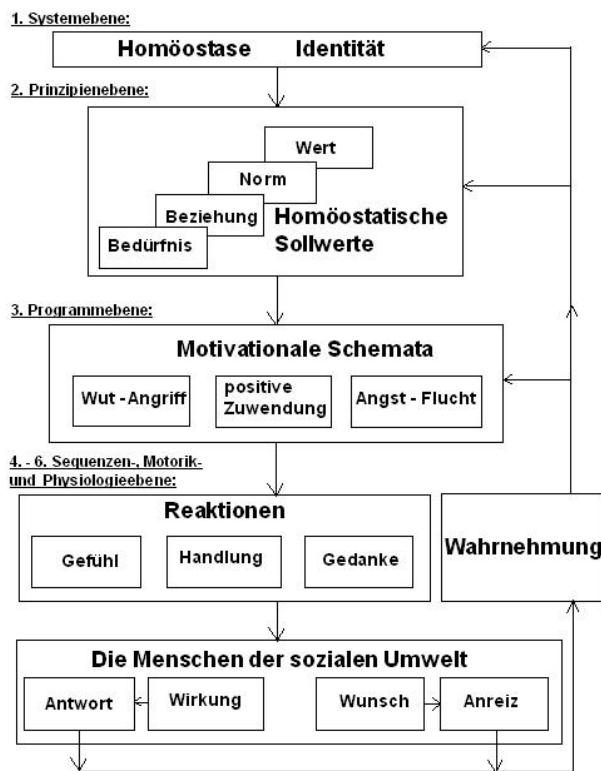 1. Systemebene:
Homöostase Identität
2. Prinzipienebene:
Wert
Norm
Beziehung
Bedürfnis
Homöostatische
Sollwerte
3. Programmebene:
Motivationale Schemata
Wut -Angriff
positive
Zuwendung
Angst - Flucht
4. - 6. Sequenzen-, Motorik-
und Physiologieebene:
Reaktionen
Gefühl
Handlung
Gedanke
Wahrnehmung
Die Menschen der sozialen Umwelt
Antwort
Wirkung
Wunsch
Anreiz